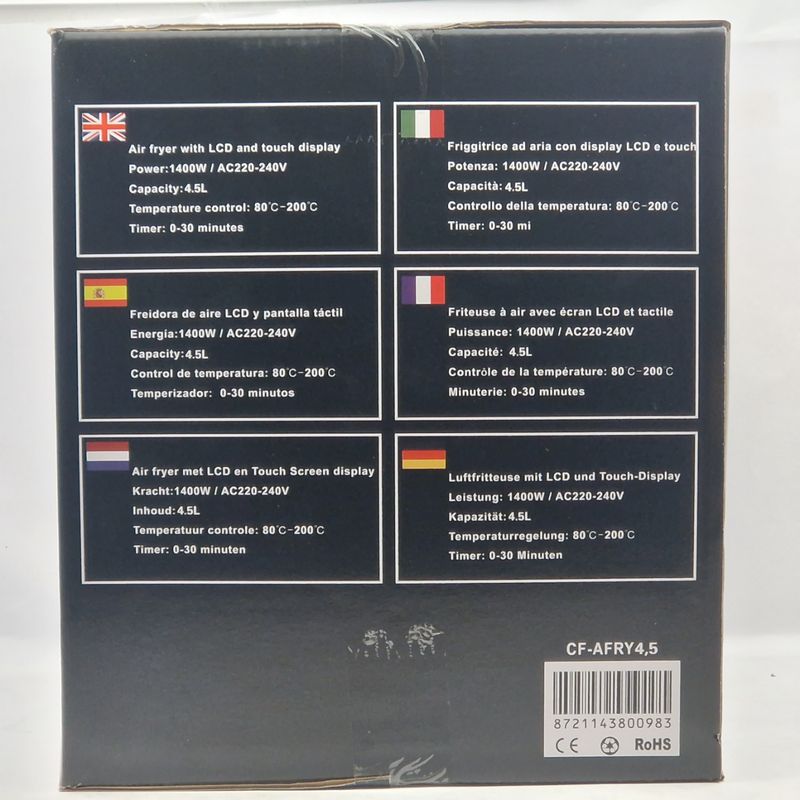 Air fryer with LCD and touch display
Power:1400W / AC220-240V
Capacity:4.5L
Temperature control: 80℃-200℃
Timer: 0-30 minutes
Friggitrice ad aria con display LCD e touch
Potenza: 1400W / AC220-240V
Capacità: 4.5L
Controllo della temperatura: 80℃-200℃
Timer: 0-30 mi
Freidora de aire LCD y pantalla táctil
Energía:1400W / AC220-240V
Capacity:4.5L
Control de temperatura: 80℃-200℃
Temperizador: 0-30 minutos
Friteuse à air avec écran LCD et tactile
Puissance: 1400W / AC220-240V
Capacité: 4.5L
Contrôle de la température: 80℃-200℃
Minuterie: 0-30 minutes
Air fryer met LCD en Touch Screen display
Kracht:1400W / AC220-240V
Inhoud:4.5L
Temperatuur controle: 80℃-200℃
Timer: 0-30 minuten
Luftfritteuse mit LCD und Touch-Display
Leistung: 1400W / AC220-240V
Kapazität:4.5L
Temperaturregelung: 80℃-200℃
Timer: 0-30 Minuten
CF-AFRY4,5
8721143800983
CE RoHS